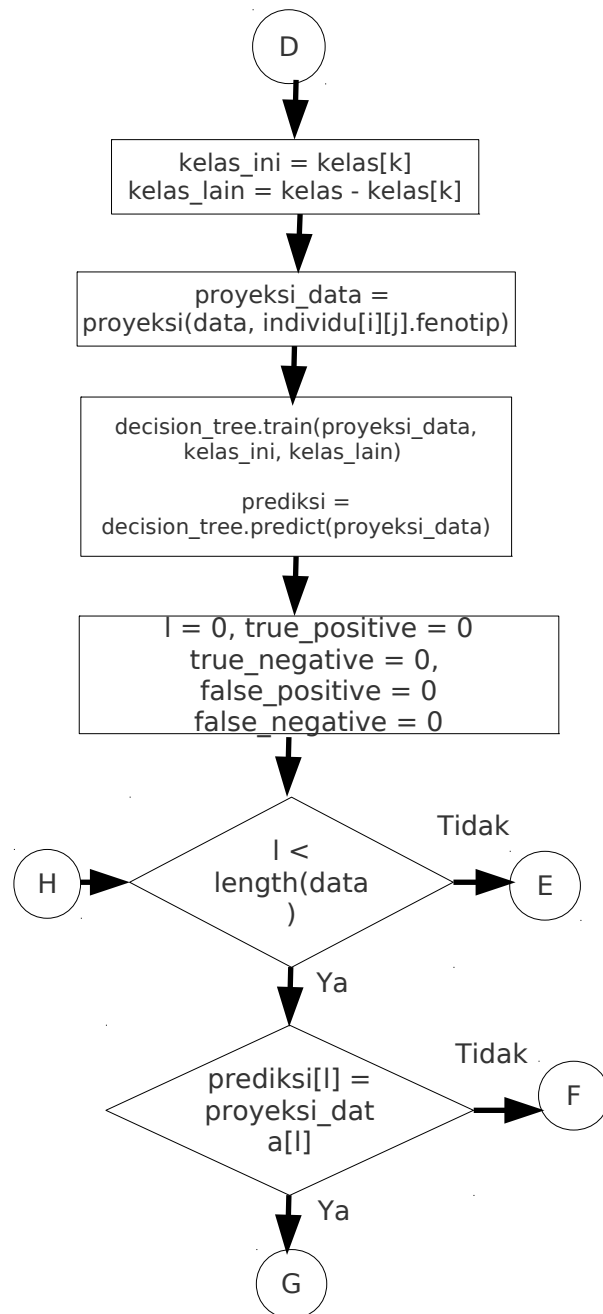 D
kelas_ini = kelas[k]
kelas_lain = kelas - kelas[k]
proyeksi_data =
proyeksi(data, individu[i][j].fenotip)
decision_tree.train(proyeksi_data,
kelas_ini, kelas_lain)
prediksi =
decision_tree.predict(proyeksi_data)
l = 0, true_positive = 0
true_negative = 0,
false_positive = 0
false_negative = 0
Tidak
l <
length(data
)
H
E
Ya
Tidak
prediksi[l] =
proyeksi_dat
a[l]
F
Ya
G